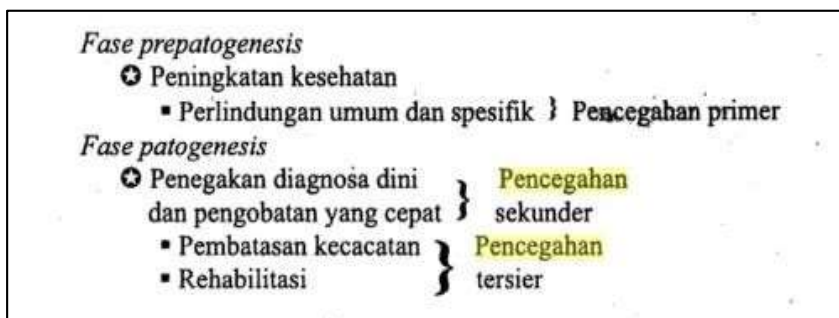 Fase prepatogenesis
✪ Peningkatan kesehatan
▪ Perlindungan umum dan spesifik } Pencegahan primer
Fase patogenesis
✪ Penegakan diagnosa dini } Pencegahan
dan pengobatan yang cepat sekunder
▪ Pembatasan kecacatan } Pencegahan
▪ Rehabilitasi tersier